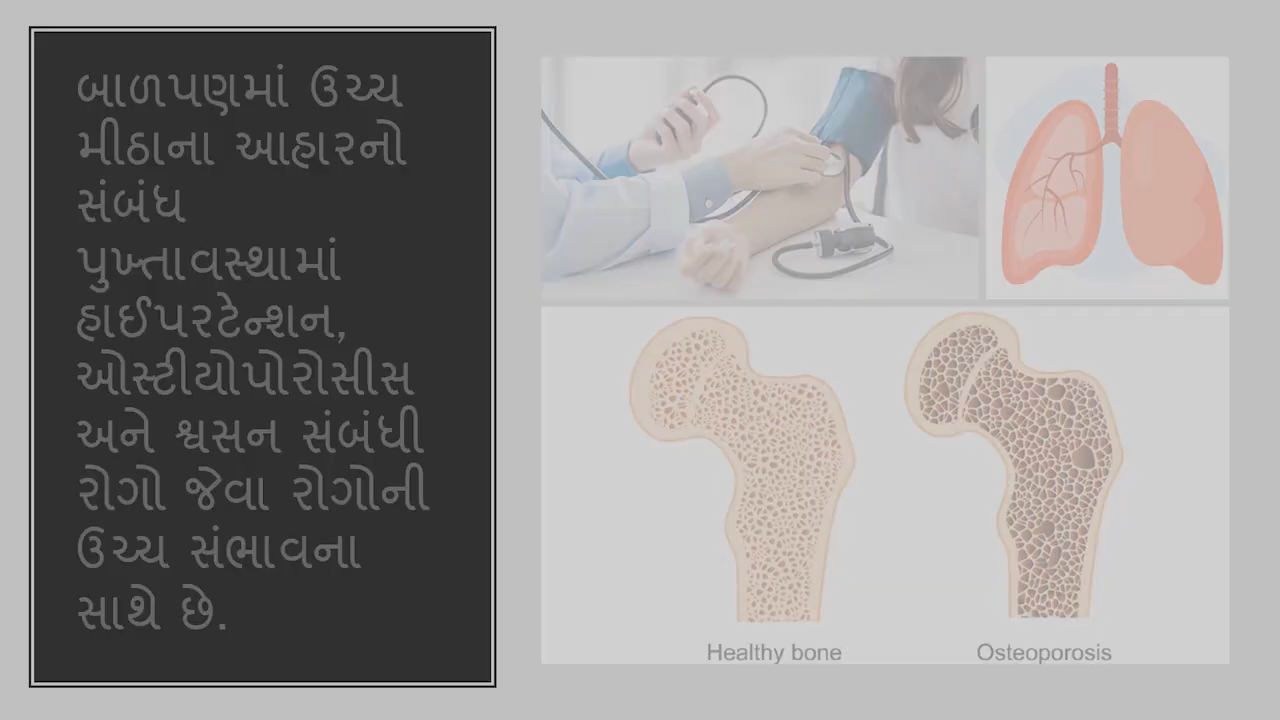 બાળપણમાં ઉચ્ચ
મીઠાના આહારનો
સંબંધ
પુખ્તાવસ્થામાં
હાઈપરટેન્શન,
ઓસ્ટીયોપોરોસીસ
અને શ્વસન સંબંધી
રોગો જેવા રોગોની
ઉચ્ચ સંભાવના
સાથે છે.
Healthy bone
Osteoporosis